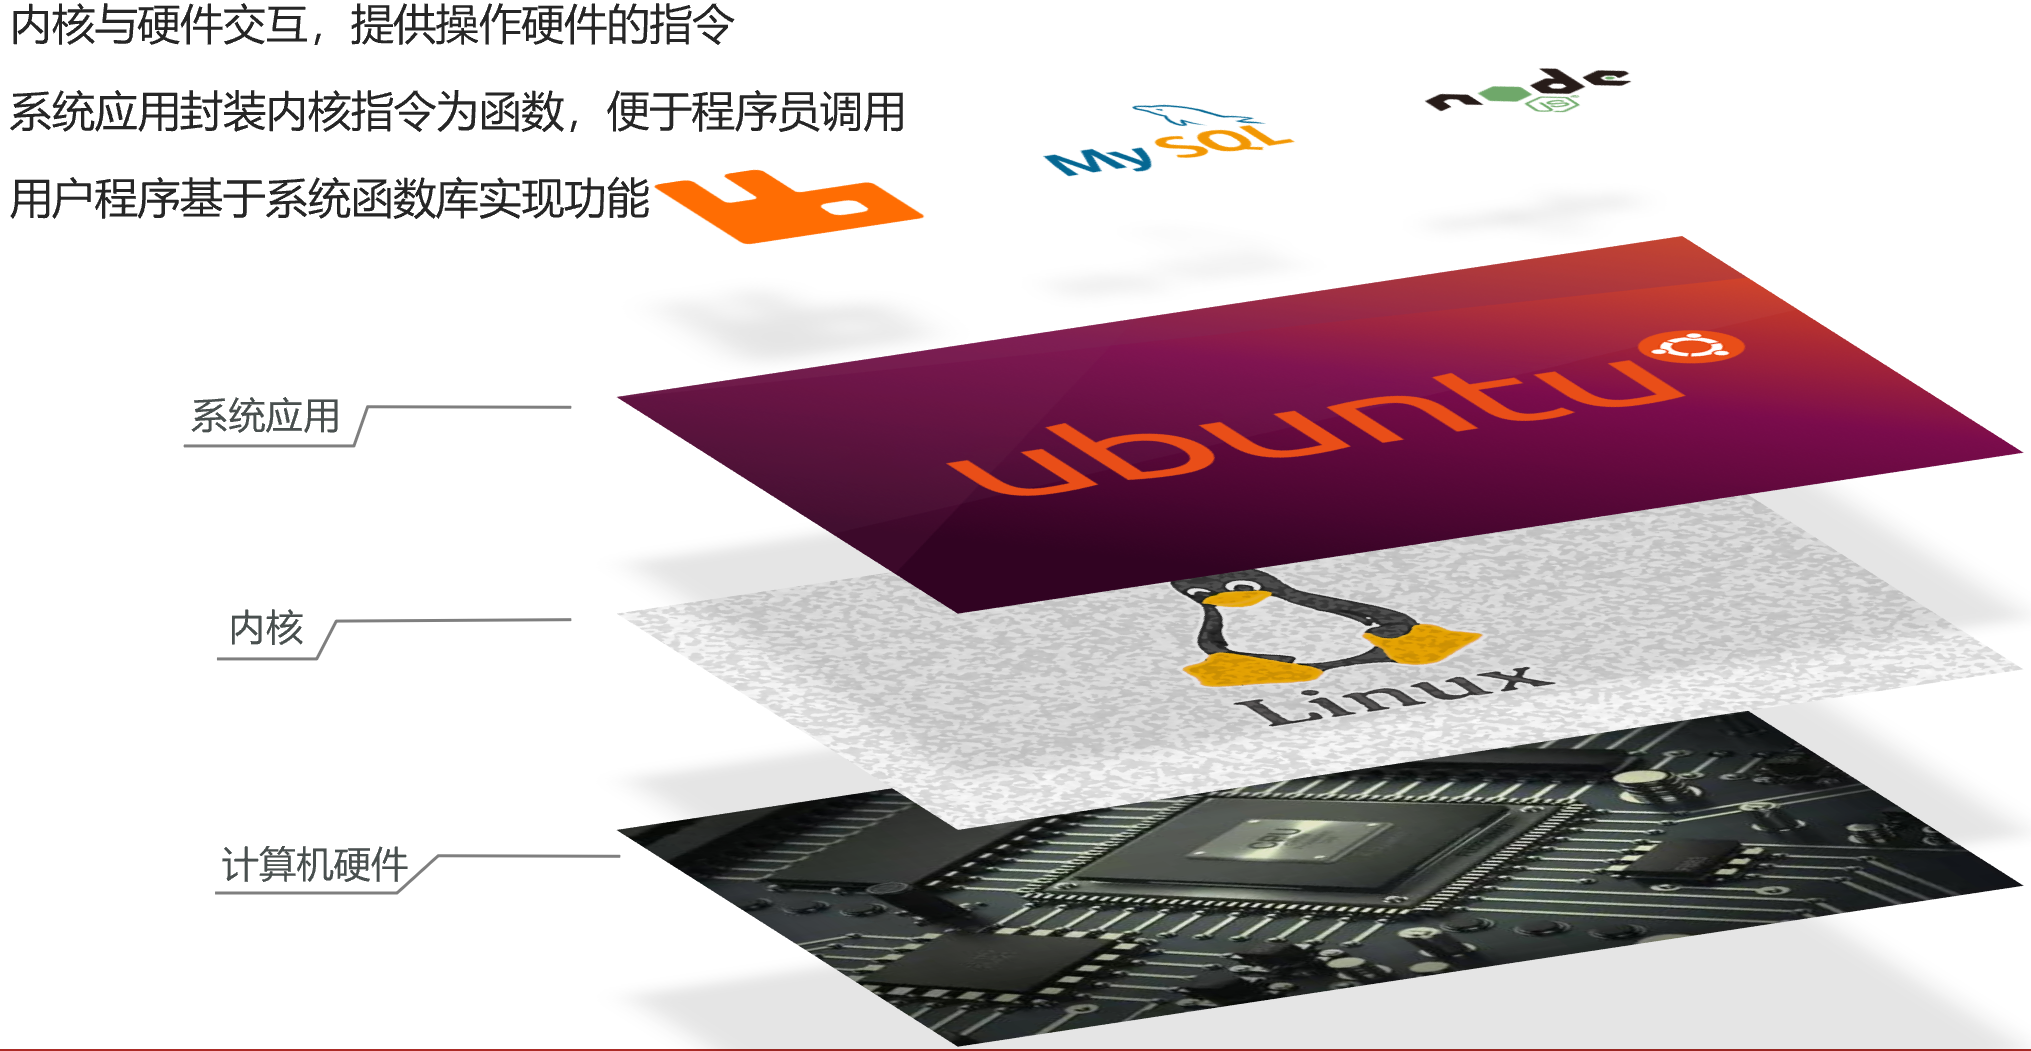 内核与硬件交互，提供操作硬件的指令
系统应用封装内核指令为函数，便于程序员调用
用户程序基于系统函数库实现功能
MySQL
node
JS
系统应用
ubuntu
内核
Linux
计算机硬件
CPU